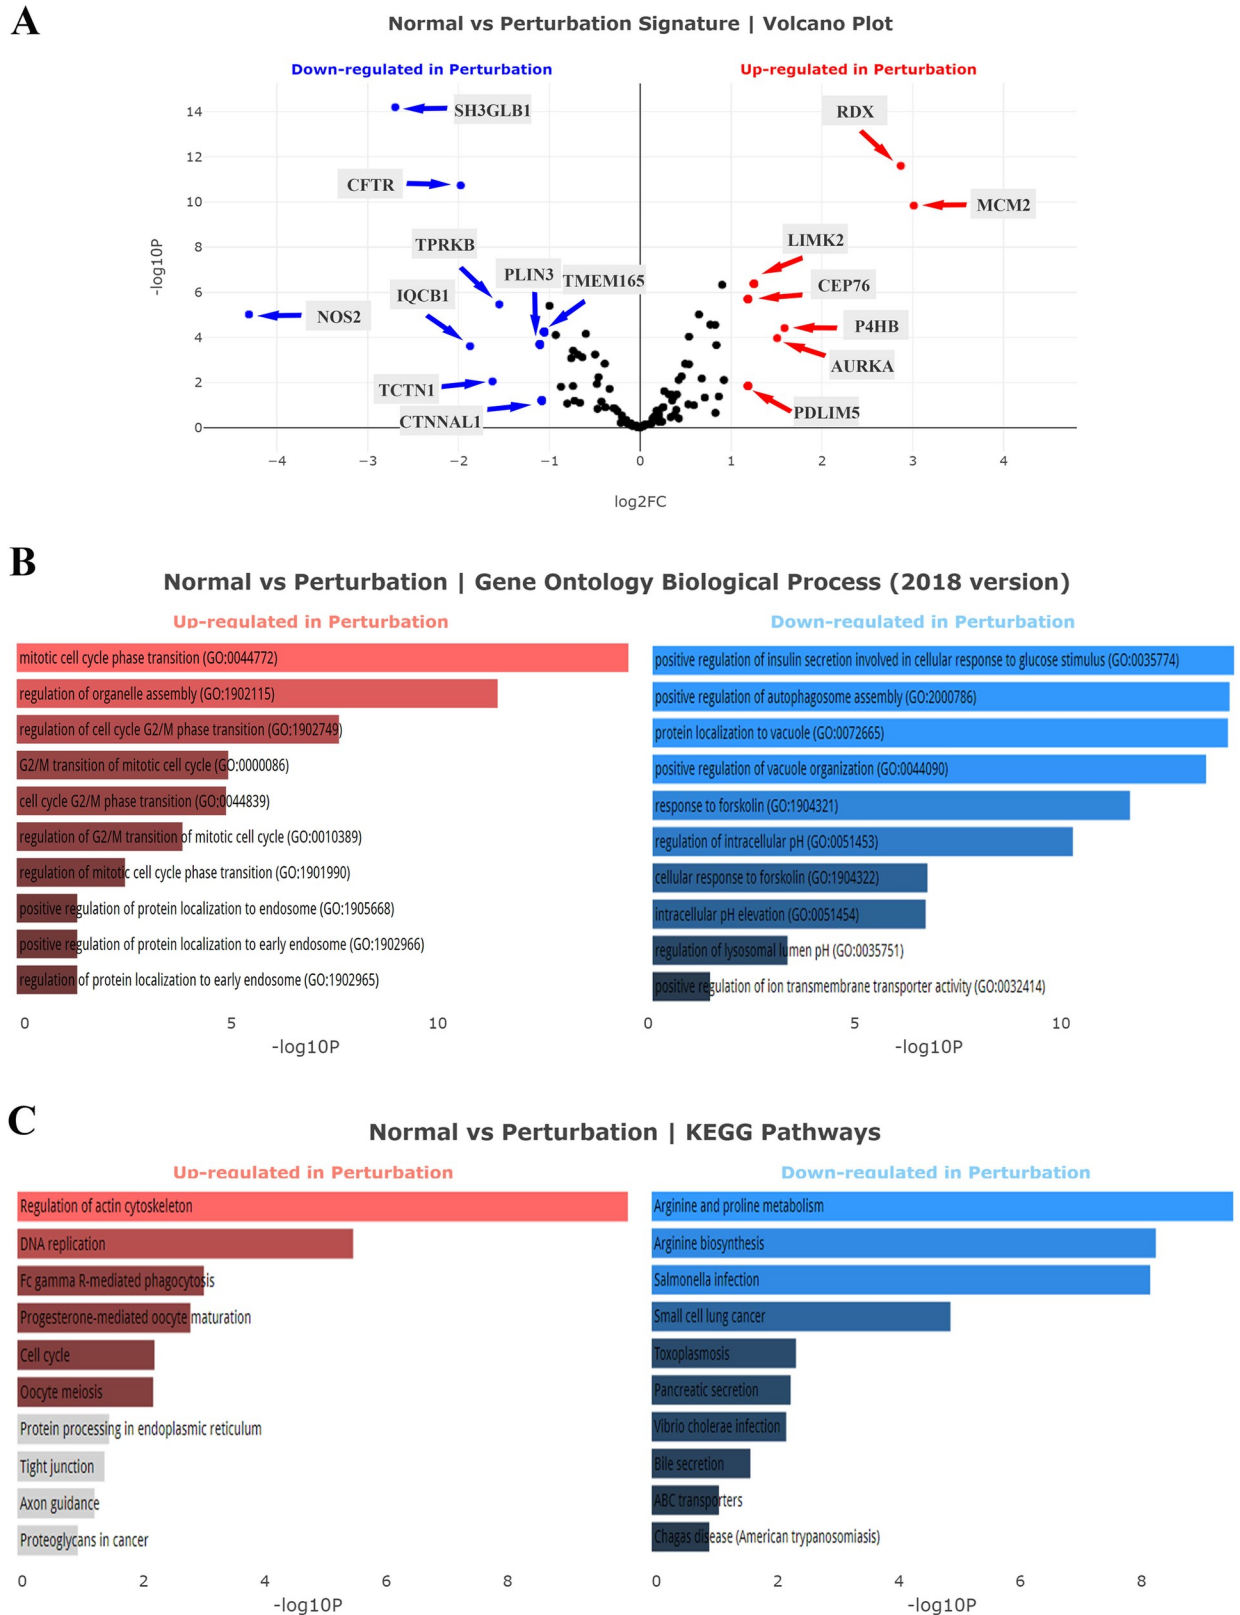 A
Normal vs Perturbation Signature | Volcano Plot
Down-regulated in Perturbation
Up-regulated in Perturbation
SH3GLB1
RDX
CFTR
MCM2
TPRKB
LIMK2
PLIN3
TMEM165
CEP76
IQCB1
NOS2
P4HB
AURKA
TCTN1
CTNNAL1
PDLIM5
-log10P
14
12
10
8
6
4
2
0
−4
−3
−2
−1
0
1
2
3
4
log2FC
B
Normal vs Perturbation | Gene Ontology Biological Process (2018 version)
Up-regulated in Perturbation
mitotic cell cycle phase transition (GO:0044772)
regulation of organelle assembly (GO:1902115)
regulation of cell cycle G2/M phase transition (GO:1902749)
G2/M transition of mitotic cell cycle (GO:0000086)
cell cycle G2/M phase transition (GO:0044839)
regulation of G2/M transition of mitotic cell cycle (GO:0010389)
regulation of mitotic cell cycle phase transition (GO:1901990)
positive regulation of protein localization to endosome (GO:1905668)
positive regulation of protein localization to early endosome (GO:1902966)
regulation of protein localization to early endosome (GO:1902965)
0
5
10
-log10P
Down-regulated in Perturbation
positive regulation of insulin secretion involved in cellular response to glucose stimulus (GO:0035774)
positive regulation of autophagosome assembly (GO:2000786)
protein localization to vacuole (GO:0072665)
positive regulation of vacuole organization (GO:0044090)
response to forskolin (GO:1904321)
regulation of intracellular pH (GO:0051453)
cellular response to forskolin (GO:1904322)
intracellular pH elevation (GO:0051454)
regulation of lysosomal lumen pH (GO:0035751)
positive regulation of ion transmembrane transporter activity (GO:0032414)
0
5
10
-log10P
C
Normal vs Perturbation | KEGG Pathways
Up-regulated in Perturbation
Regulation of actin cytoskeleton
DNA replication
Fc gamma R-mediated phagocytosis
Progesterone-mediated oocyte maturation
Cell cycle
Oocyte meiosis
Protein processing in endoplasmic reticulum
Tight junction
Axon guidance
Proteoglycans in cancer
0
2
4
6
8
-log10P
Down-regulated in Perturbation
Arginine and proline metabolism
Arginine biosynthesis
Salmonella infection
Small cell lung cancer
Toxoplasmosis
Pancreatic secretion
Vibrio cholerae infection
Bile secretion
ABC transporters
Chagas disease (American trypanosomiasis)
0
2
4
6
8
-log10P